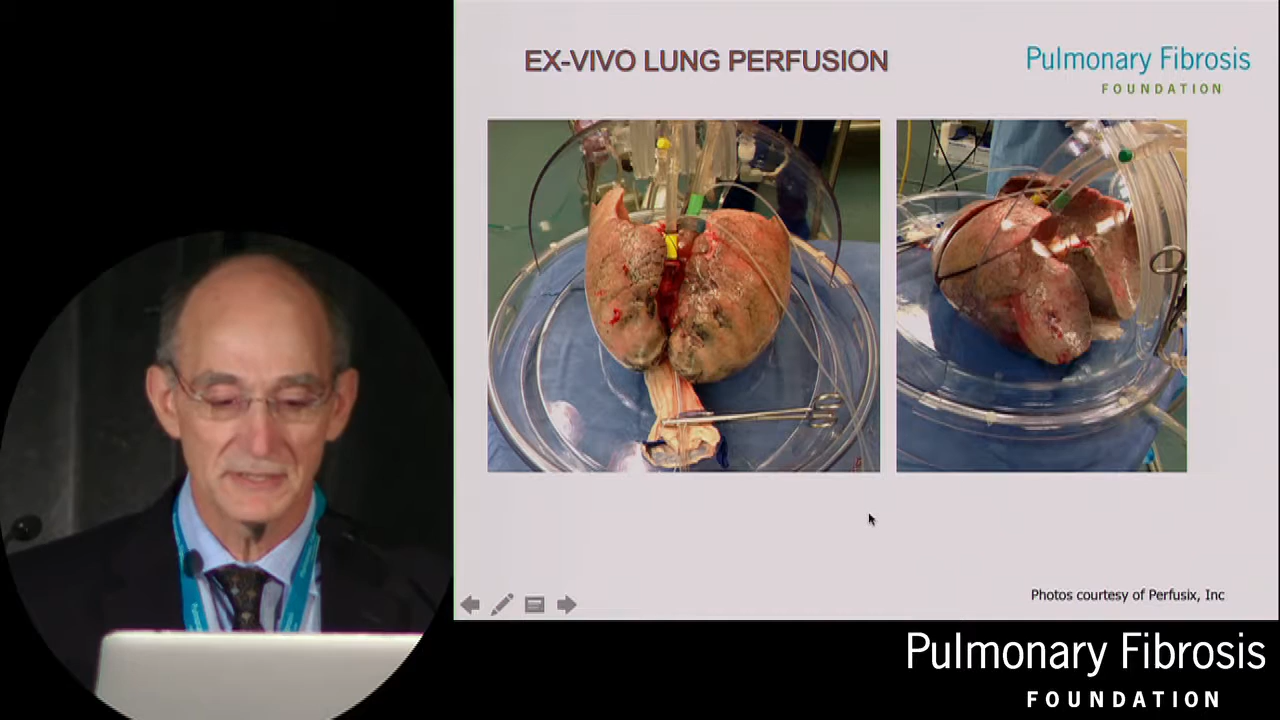 EX-VIVO LUNG PERFUSION
Pulmonary Fibrosis
FOUNDATION
Photos courtesy of Perfusix, Inc
Pulmonary Fibrosis
FOUNDATION